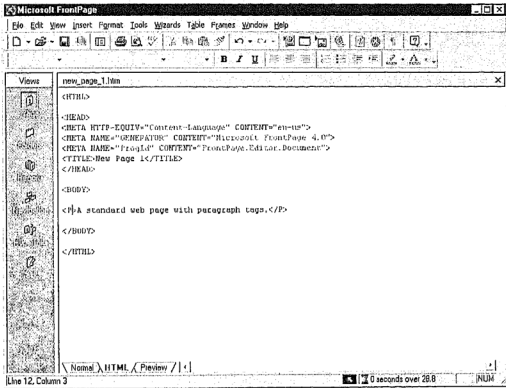 Microsoft FrontPage
File Edit View Insert Format Tools Wizards Table Frames Window Help
B I U
Views
new_page_1.htm
<HTML>
<HEAD>
<META HTTP-EQUIV="Content-Language" CONTENT="en-us">
<META NAME="GENERATOR" CONTENT="Microsoft FrontPage 4.0">
<META NAME="ProgId" CONTENT="FrontPage.Editor.Document">
<TITLE>New Page 1</TITLE>
</HEAD>
<BODY>
<P>A standard web page with paragraph tags.</P>
</BODY>
</HTML>
Normal HTML Preview
Line 12, Column 3
0 seconds over 28.8
NUM